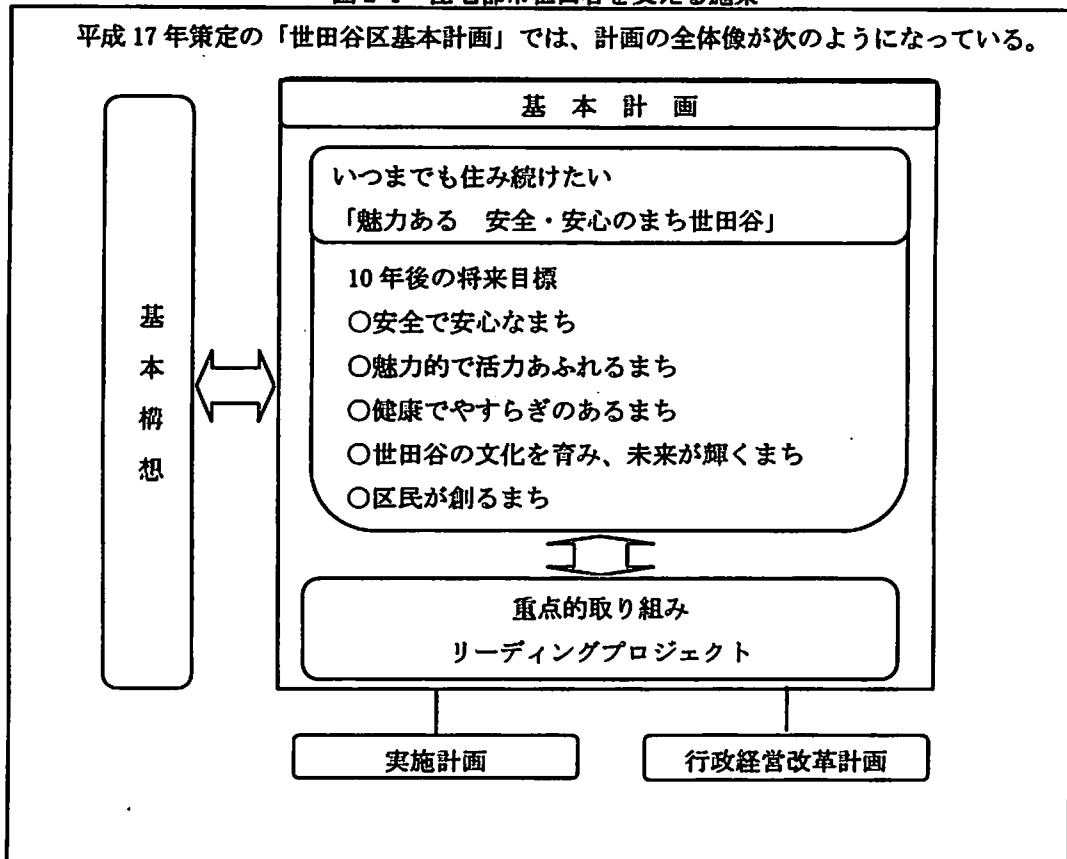 平成17年策定の「世田谷区基本計画」では、計画の全体像が次のようになっている。
基本計画
いつまでも住み続けたい
「魅力ある 安全・安心のまち世田谷」
10年後の将来目標
○安全で安心なまち
○魅力的で活力あふれるまち
○健康でやすらぎのあるまち
○世田谷の文化を育み、未来が輝くまち
○区民が創るまち
基本構想
重点的取り組み
リーディングプロジェクト
実施計画
行政経営改革計画